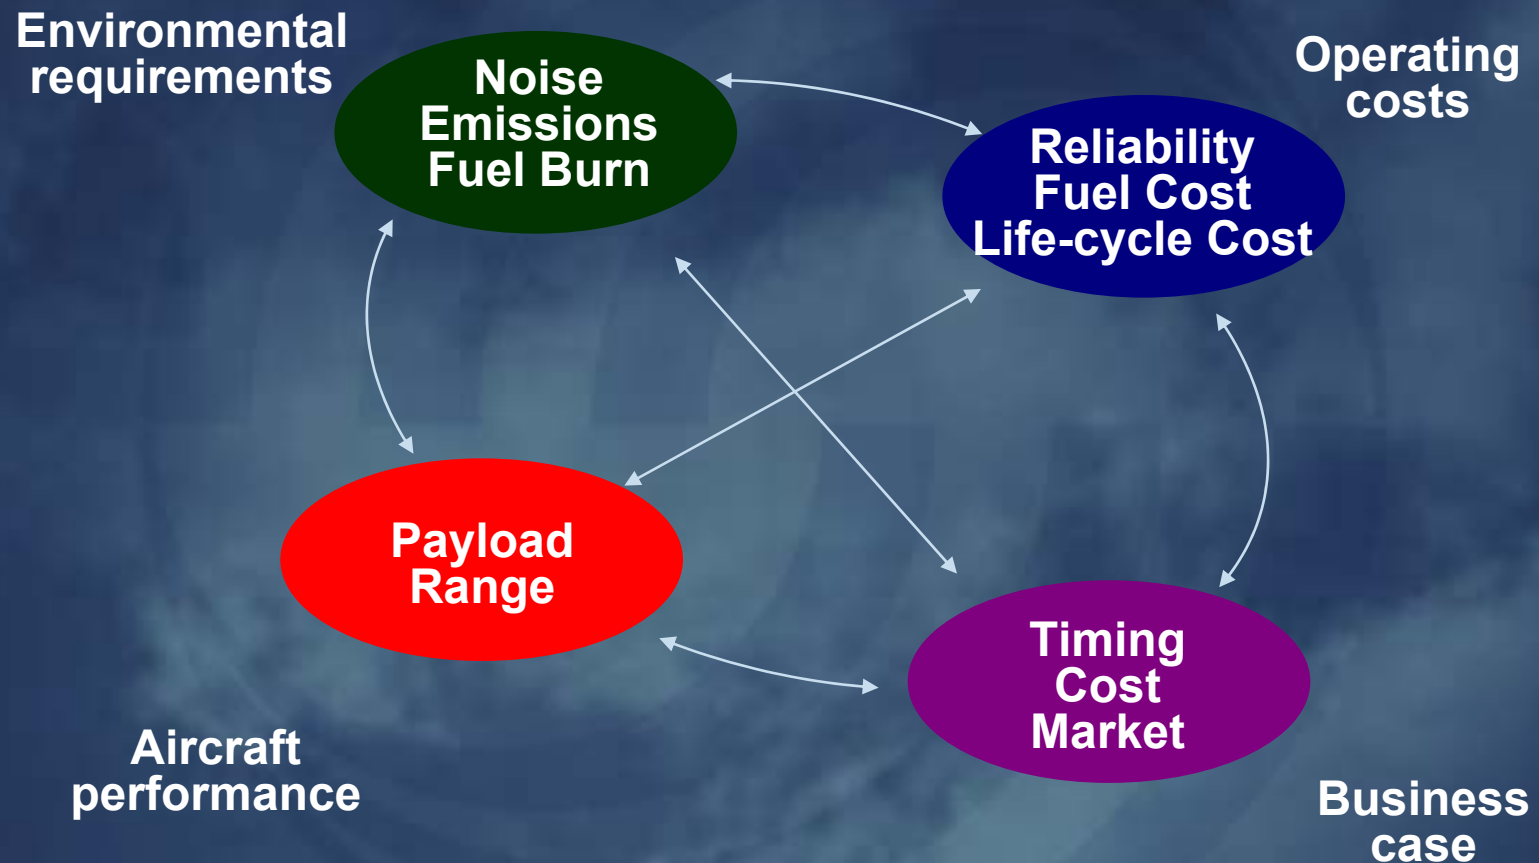 Environmental
requirements
Noise
Emissions
Fuel Burn
Operating
costs
Reliability
Fuel Cost
Life-cycle Cost
Payload
Range
Timing
Cost
Market
Aircraft
performance
Business
case